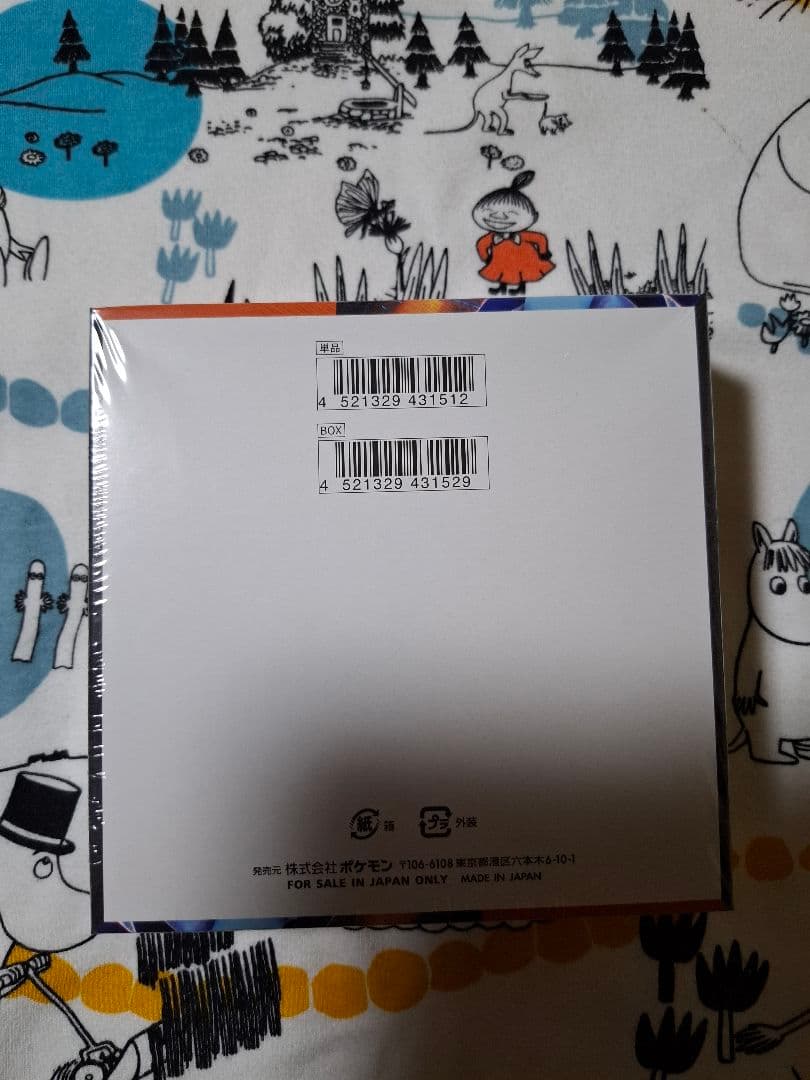 単品
4 521329 431512
BOX
4 521329 431529
紙 箱 プラ 外装
発売元 株式会社ポケモン 〒106-6108 東京都港区六本木6-10-1
FOR SALE IN JAPAN ONLY MADE IN JAPAN